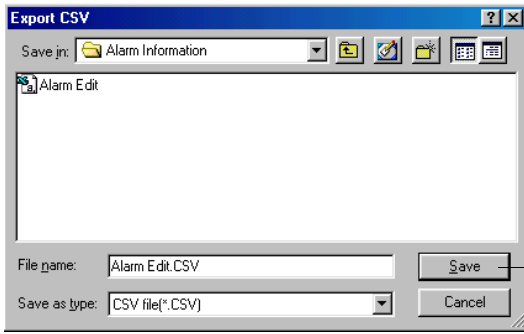 Export CSV
Save in: Alarm Information
Alarm Edit
File name: Alarm Edit.CSV Save
Save as type: CSV file(*.CSV) Cancel